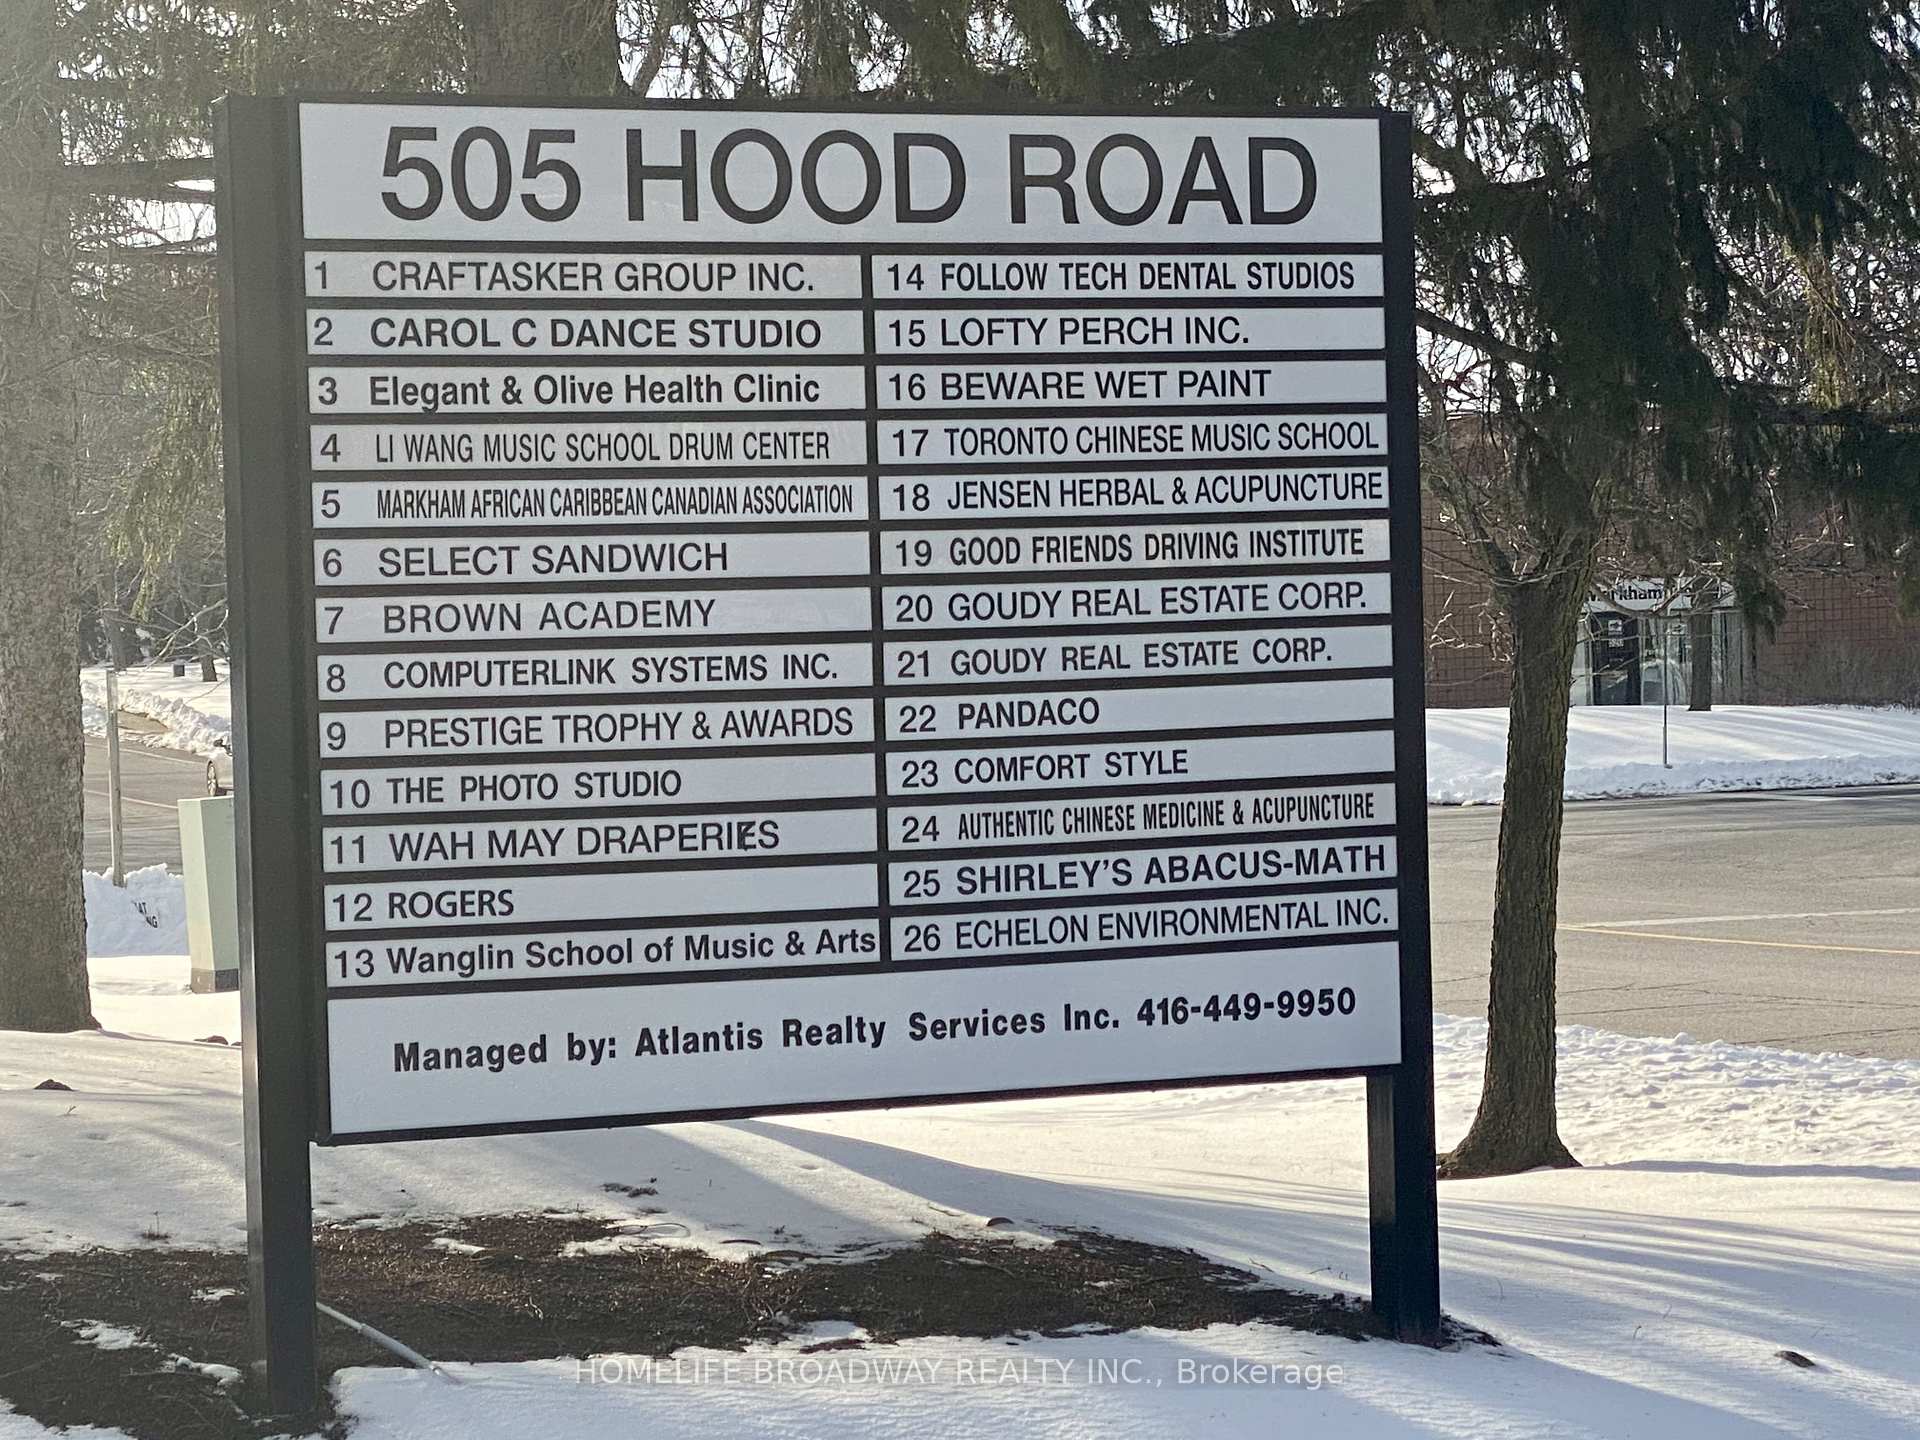 505 HOOD ROAD
1 CRAFTASKER GROUP INC.
2 CAROL C DANCE STUDIO
3 Elegant & Olive Health Clinic
4 LI WANG MUSIC SCHOOL DRUM CENTER
5 MARKHAM AFRICAN CARIBBEAN CANADIAN ASSOCIATION
6 SELECT SANDWICH
7 BROWN ACADEMY
8 COMPUTERLINK SYSTEMS INC.
9 PRESTIGE TROPHY & AWARDS
10 THE PHOTO STUDIO
11 WAH MAY DRAPERIES
12 ROGERS
13 Wanglin School of Music & Arts
14 FOLLOW TECH DENTAL STUDIOS
15 LOFTY PERCH INC.
16 BEWARE WET PAINT
17 TORONTO CHINESE MUSIC SCHOOL
18 JENSEN HERBAL & ACUPUNCTURE
19 GOOD FRIENDS DRIVING INSTITUTE
20 GOUDY REAL ESTATE CORP.
21 GOUDY REAL ESTATE CORP.
22 PANDACO
23 COMFORT STYLE
24 AUTHENTIC CHINESE MEDICINE & ACUPUNCTURE
25 SHIRLEY'S ABACUS-MATH
26 ECHELON ENVIRONMENTAL INC.
Managed by: Atlantis Realty Services Inc. 416-449-9950
HOMELIFE BROADWAY REALTY INC., Brokerage